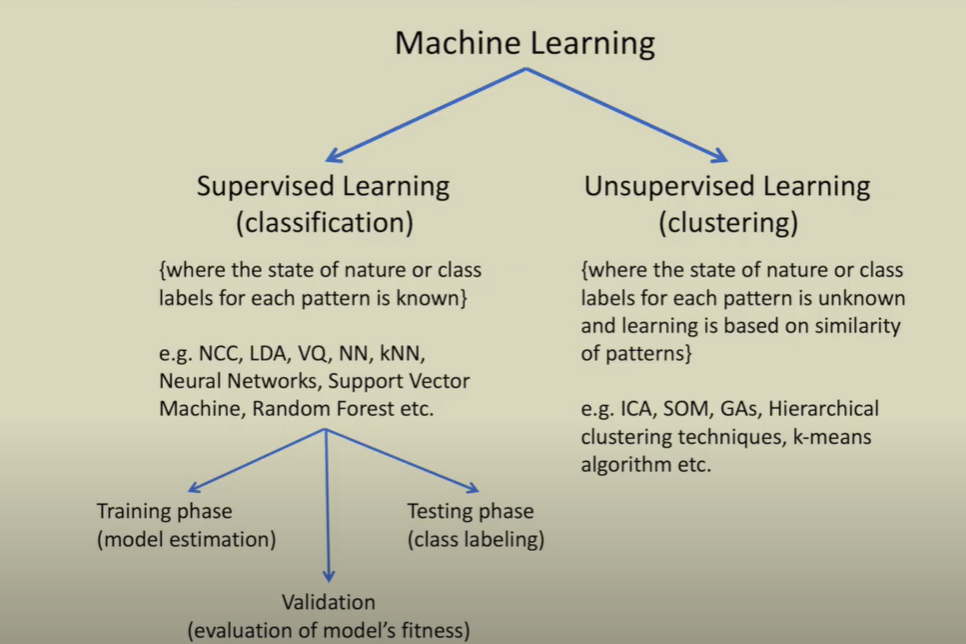 Machine Learning
Supervised Learning
(classification)
{where the state of nature or class
labels for each pattern is known}
e.g. NCC, LDA, VQ, NN, kNN,
Neural Networks, Support Vector
Machine, Random Forest etc.
Training phase
(model estimation)
Testing phase
(class labeling)
Validation
(evaluation of model's fitness)
Unsupervised Learning
(clustering)
{where the state of nature or class
labels for each pattern is unknown
and learning is based on similarity
of patterns}
e.g. ICA, SOM, GAs, Hierarchical
clustering techniques, k-means
algorithm etc.